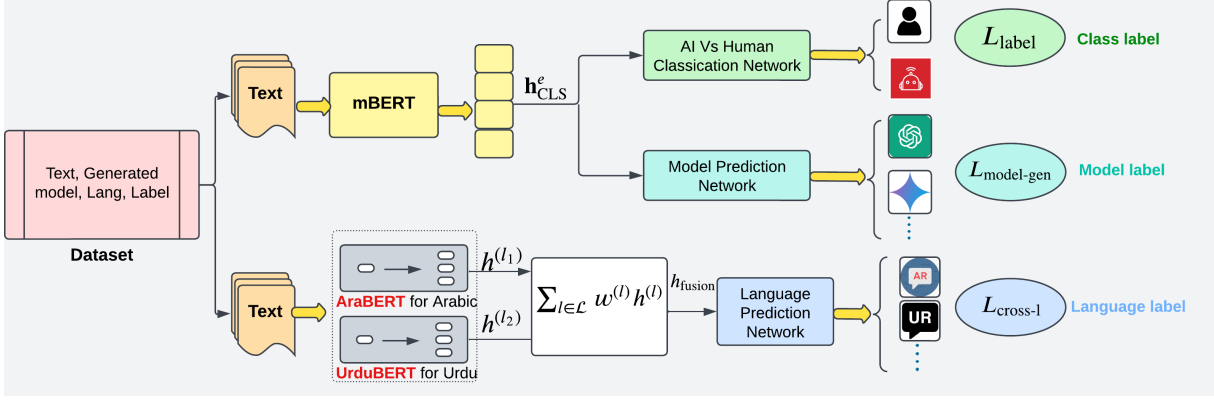 Text, Generated
model, Lang, Label
Dataset
Text
mBERT
h^e_CLS
AI Vs Human
Classication Network
L_label
Class label
Model Prediction
Network
L_model-gen
Model label
Text
AraBERT for Arabic
UrduBERT for Urdu
h^(l_1)
h^(l_2)
∑_{l∈ℒ} w^(l) h^(l)
h_fusion
Language
Prediction
Network
AR
UR
L_cross-l
Language label